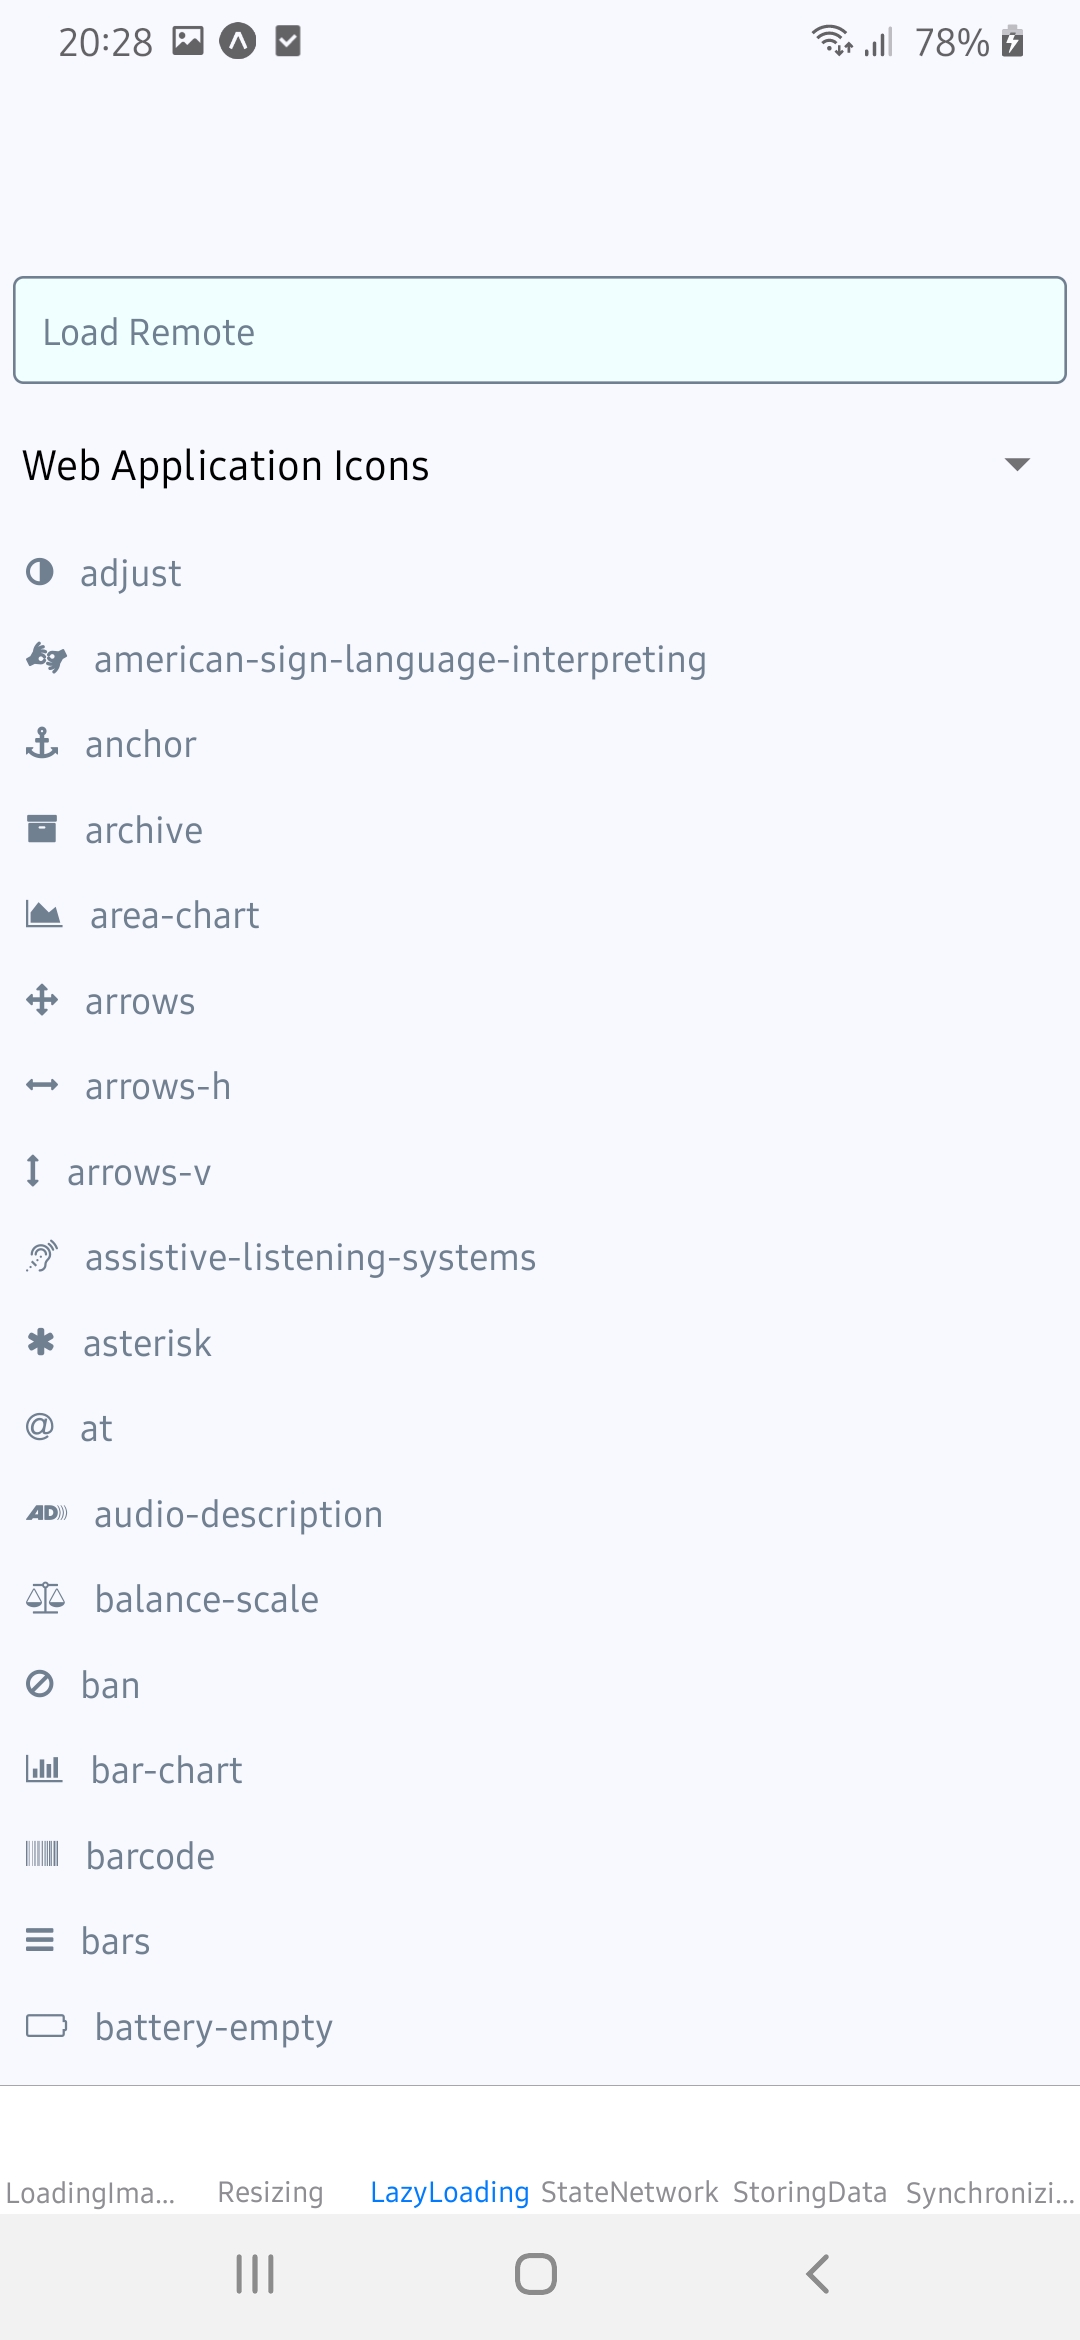 20:28 78%
Load Remote
Web Application Icons
adjust
american-sign-language-interpreting
anchor
archive
area-chart
arrows
arrows-h
arrows-v
assistive-listening-systems
asterisk
@ at
AD audio-description
balance-scale
ban
bar-chart
barcode
bars
battery-empty
LoadingIma... Resizing LazyLoading StateNetwork StoringData Synchronizi...